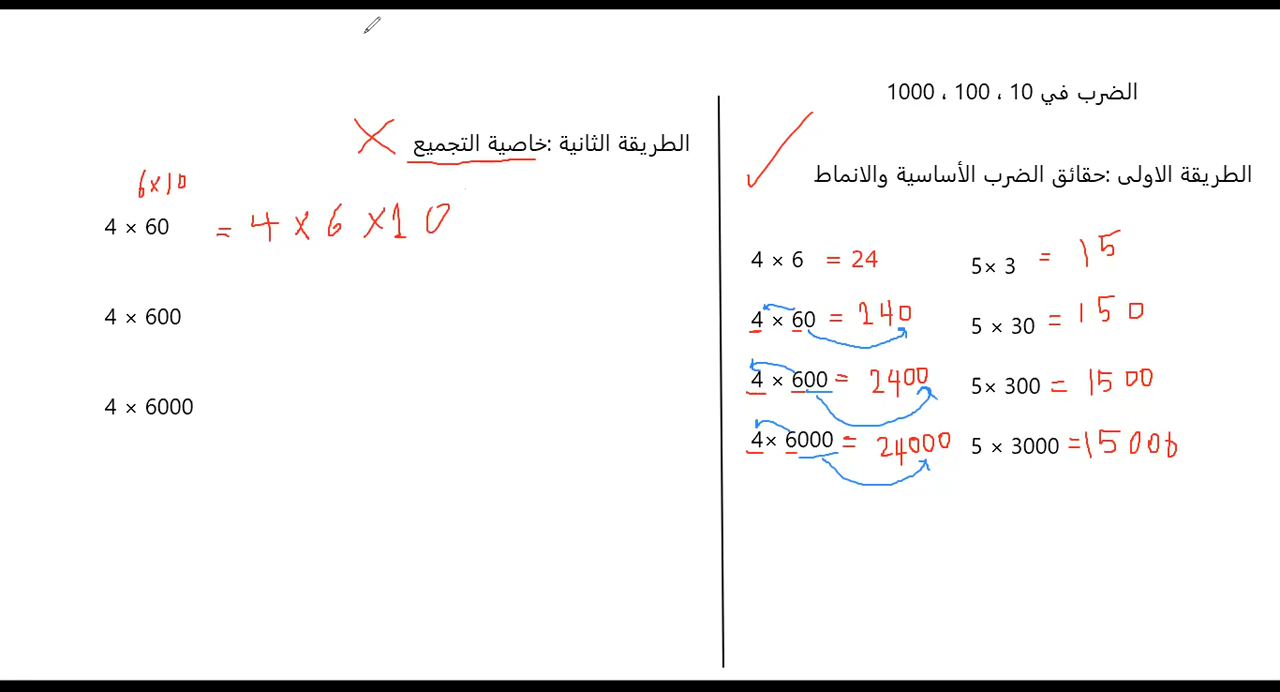 الضرب في 10 ، 100 ، 1000
الطريقة الاولى :حقائق الضرب الأساسية والانماط
4 × 6 = 24
4 × 60 = 240
4 × 600 = 2400
4× 6000 = 24000
5× 3 = 15
5 × 30 = 150
5× 300 = 1500
5 × 3000 =15000
الطريقة الثانية :خاصية التجميع
6×10
4 × 60 = 4 × 6 ×10
4 × 600
4 × 6000